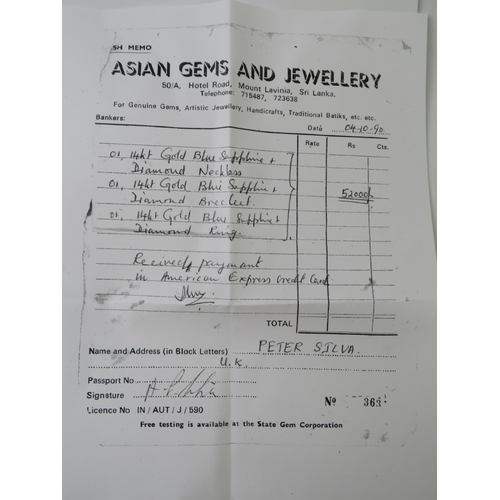 SH MEMO
ASIAN GEMS AND JEWELLERY
50/A, Hotel Road, Mount Lavinia, Sri Lanka.
Telephone: 715487, 723638
For Genuine Gems, Artistic Jewellery, Handicrafts, Traditional Batiks, etc. etc.
Bankers:
Date 04.10.90
Rate Rs Cts.
01, 14kt Gold Blue Sapphire +
Diamond Neckless
01, 14kt Gold Blue Sapphire +
Diamond Breclect.
52000/-
01, 14kt Gold Blue Sapphire +
Diamond Ring
Received payment
in American Express Credit Card
TOTAL
Name and Address (in Block Letters) PETER SILVA.
U.K.
Passport No
Signature
Licence No IN / AUT / J / 590
Nº 363
Free testing is available at the State Gem Corporation